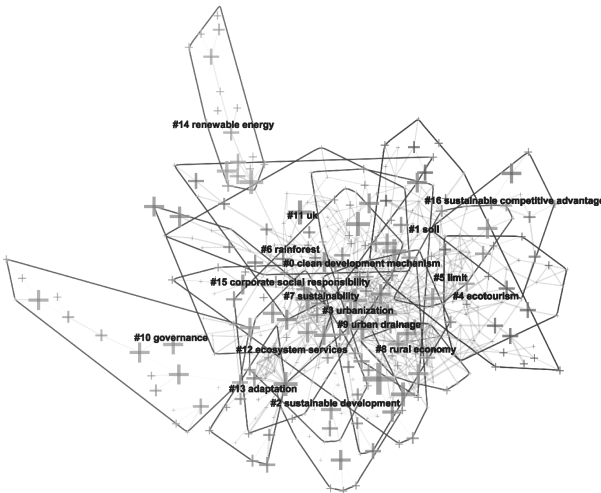 #14 renewable energy
#16 sustainable competitive advantage
#11 uk
#1 soil
#6 rainforest
#0 clean development mechanism
#5 limit
#15 corporate social responsibility
#7 sustainability
#4 ecotourism
#3 urbanization
#9 urban drainage
#10 governance
#12 ecosystem services
#8 rural economy
#13 adaptation
#2 sustainable development